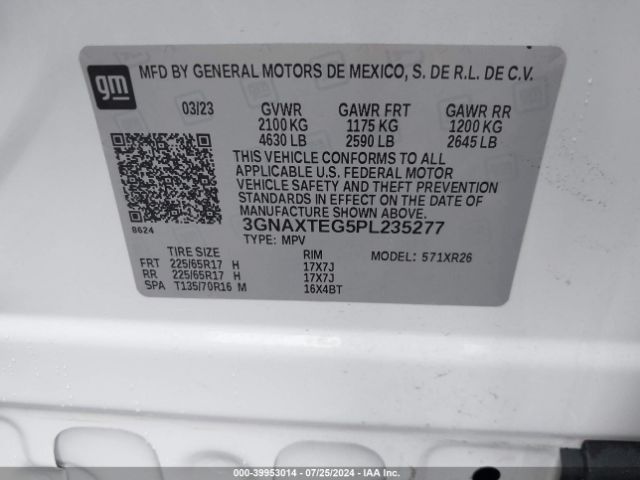 gm
MFD BY GENERAL MOTORS DE MEXICO, S. DE R.L. DE C.V.
03/23 GVWR GAWR FRT GAWR RR
2100 KG 1175 KG 1200 KG
4630 LB 2590 LB 2645 LB
THIS VEHICLE CONFORMS TO ALL
APPLICABLE U.S. FEDERAL MOTOR
VEHICLE SAFETY AND THEFT PREVENTION
STANDARDS IN EFFECT ON THE DATE OF
MANUFACTURE SHOWN ABOVE.
8624 3GNAXTEG5PL235277
TYPE: MPV MODEL: 571XR26
TIRE SIZE RIM
FRT 225/65R17 H 17X7J
RR 225/65R17 H 17X7J
SPA T135/70R16 M 16X4BT
000-39953014 - 07/25/2024 - IAA Inc.